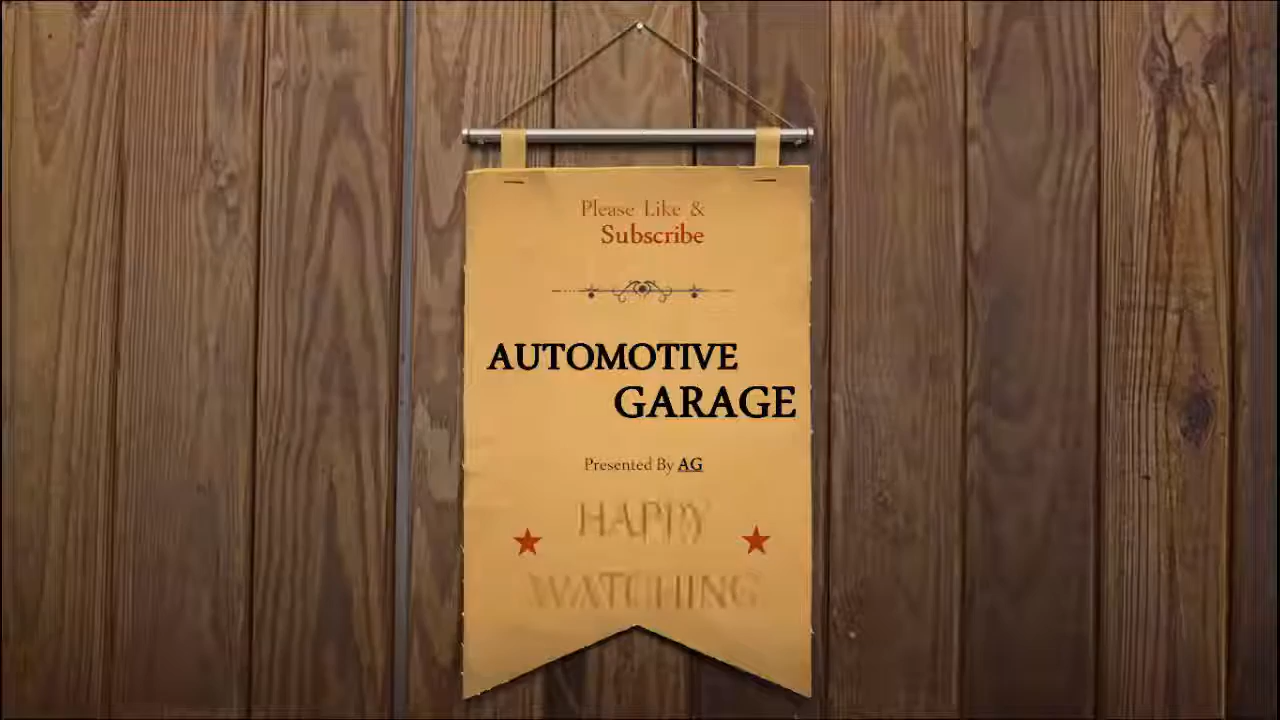 Please Like &
Subscribe
AUTOMOTIVE
GARAGE
Presented By AG
HAPPY
WATCHING